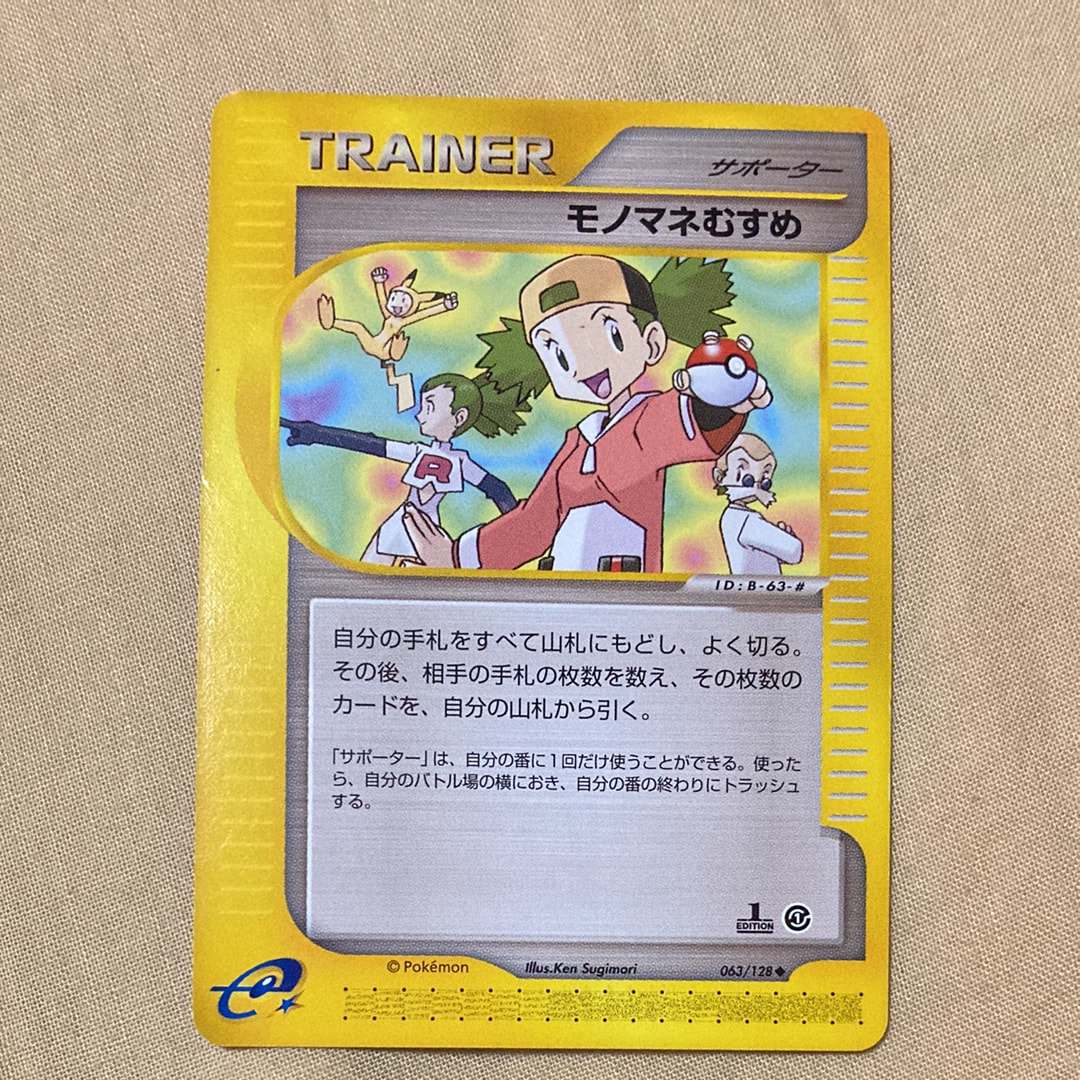 TRAINER
サポーター
モノマネむすめ
R
ID:B-63-#
自分の手札をすべて山札にもどし、よく切る。
その後、相手の手札の枚数を数え、その枚数の
カードを、自分の山札から引く。
「サポーター」は、自分の番に1回だけ使うことができる。使った
ら、自分のバトル場の横におき、自分の番の終わりにトラッシュ
する。
1
EDITION
©Pokémon
Illus.Ken Sugimori
063/128◆
e